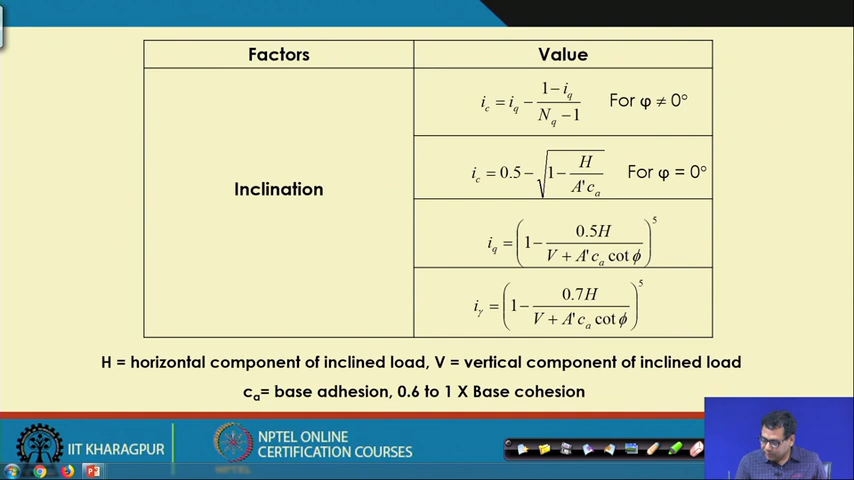 Factors Value
i_c = i_q − (1 − i_q)/(N_q − 1) For φ ≠ 0°
Inclination
i_c = 0.5 − √(1 − H/(A'c_a)) For φ = 0°
i_q = (1 − 0.5H/(V + A'c_a cot ϕ))^5
i_γ = (1 − 0.7H/(V + A'c_a cot ϕ))^5
H = horizontal component of inclined load, V = vertical component of inclined load
c_a= base adhesion, 0.6 to 1 X Base cohesion
IIT KHARAGPUR
NPTEL ONLINE
CERTIFICATION COURSES
NPTEL